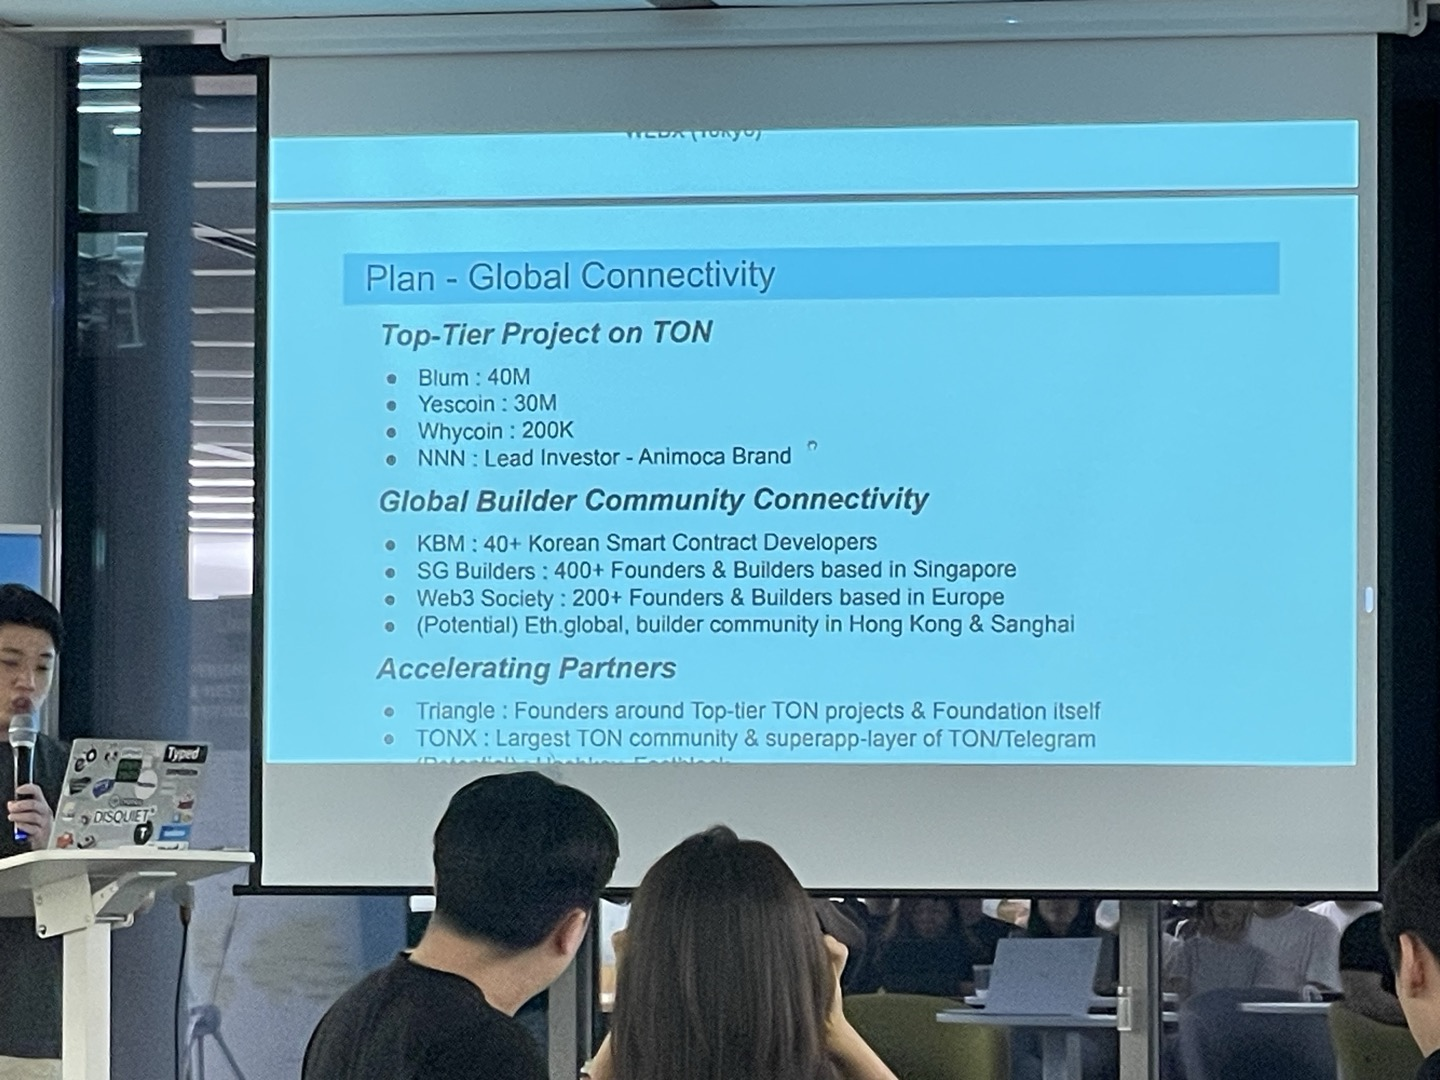 WEBX (Tokyo)
Plan - Global Connectivity
Top-Tier Project on TON
Blum : 40M
Yescoin : 30M
Whycoin : 200K
NNN : Lead Investor - Animoca Brand
Global Builder Community Connectivity
KBM : 40+ Korean Smart Contract Developers
SG Builders : 400+ Founders & Builders based in Singapore
Web3 Society : 200+ Founders & Builders based in Europe
(Potential) Eth.global, builder community in Hong Kong & Sanghai
Accelerating Partners
Triangle : Founders around Top-tier TON projects & Foundation itself
TONX : Largest TON community & superapp-layer of TON/Telegram
Typed
DISQUIET